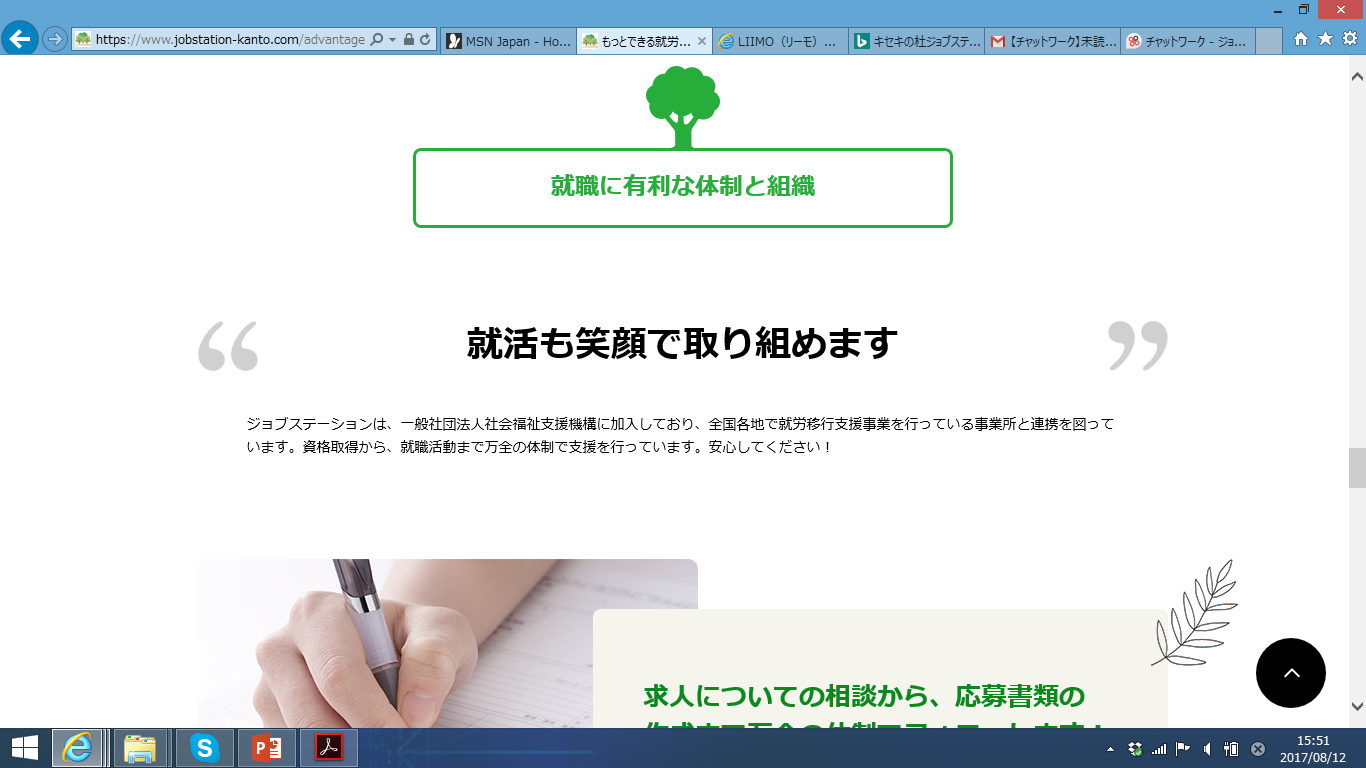 https://www.jobstation-kanto.com/advantage
MSN Japan - Ho...
もっとできる就労...
LIIMO（リーモ）...
キセキの杜ジョブステ...
【チャットワーク】未読...
チャットワーク - ジョ...
就職に有利な体制と組織
就活も笑顔で取り組めます
ジョブステーションは、一般社団法人社会福祉支援機構に加入しており、全国各地で就労移行支援事業を行っている事業所と連携を図って
います。資格取得から、就職活動まで万全の体制で支援を行っています。安心してください！
求人についての相談から、応募書類の
15:51
2017/08/12